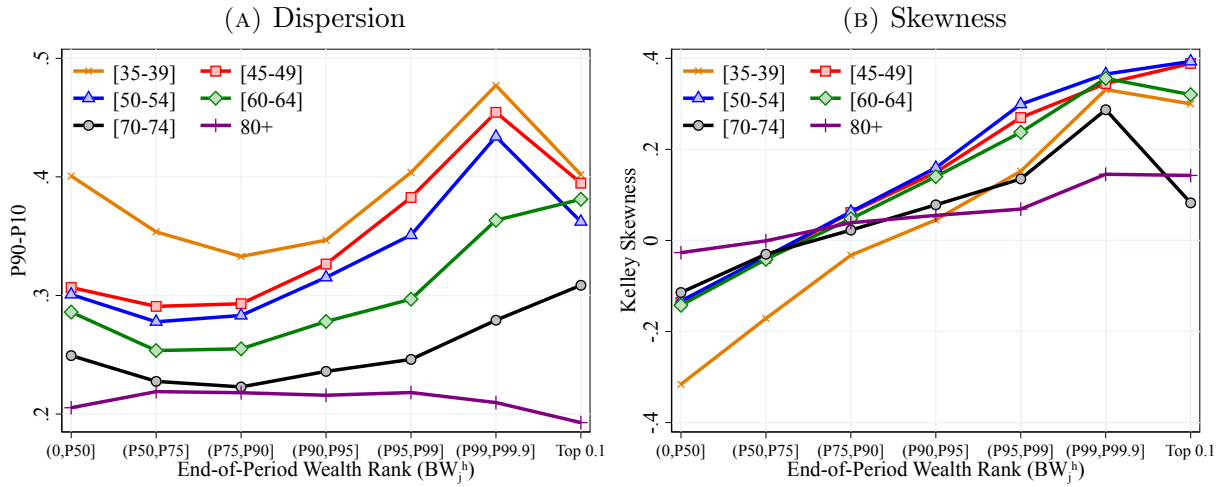 (A) Dispersion
P90-P10
.5
.4
.3
.2
[35-39]
[45-49]
[50-54]
[60-64]
[70-74]
80+
(0,P50]
(P50,P75]
(P75,P90]
(P90,P95]
(P95,P99]
(P99,P99.9]
Top 0.1
End-of-Period Wealth Rank (BW_j^h)
(B) Skewness
Kelley Skewness
.4
.2
0
-.2
-.4
[35-39]
[45-49]
[50-54]
[60-64]
[70-74]
80+
(0,P50]
(P50,P75]
(P75,P90]
(P90,P95]
(P95,P99]
(P99,P99.9]
Top 0.1
End-of-Period Wealth Rank (BW_j^h)